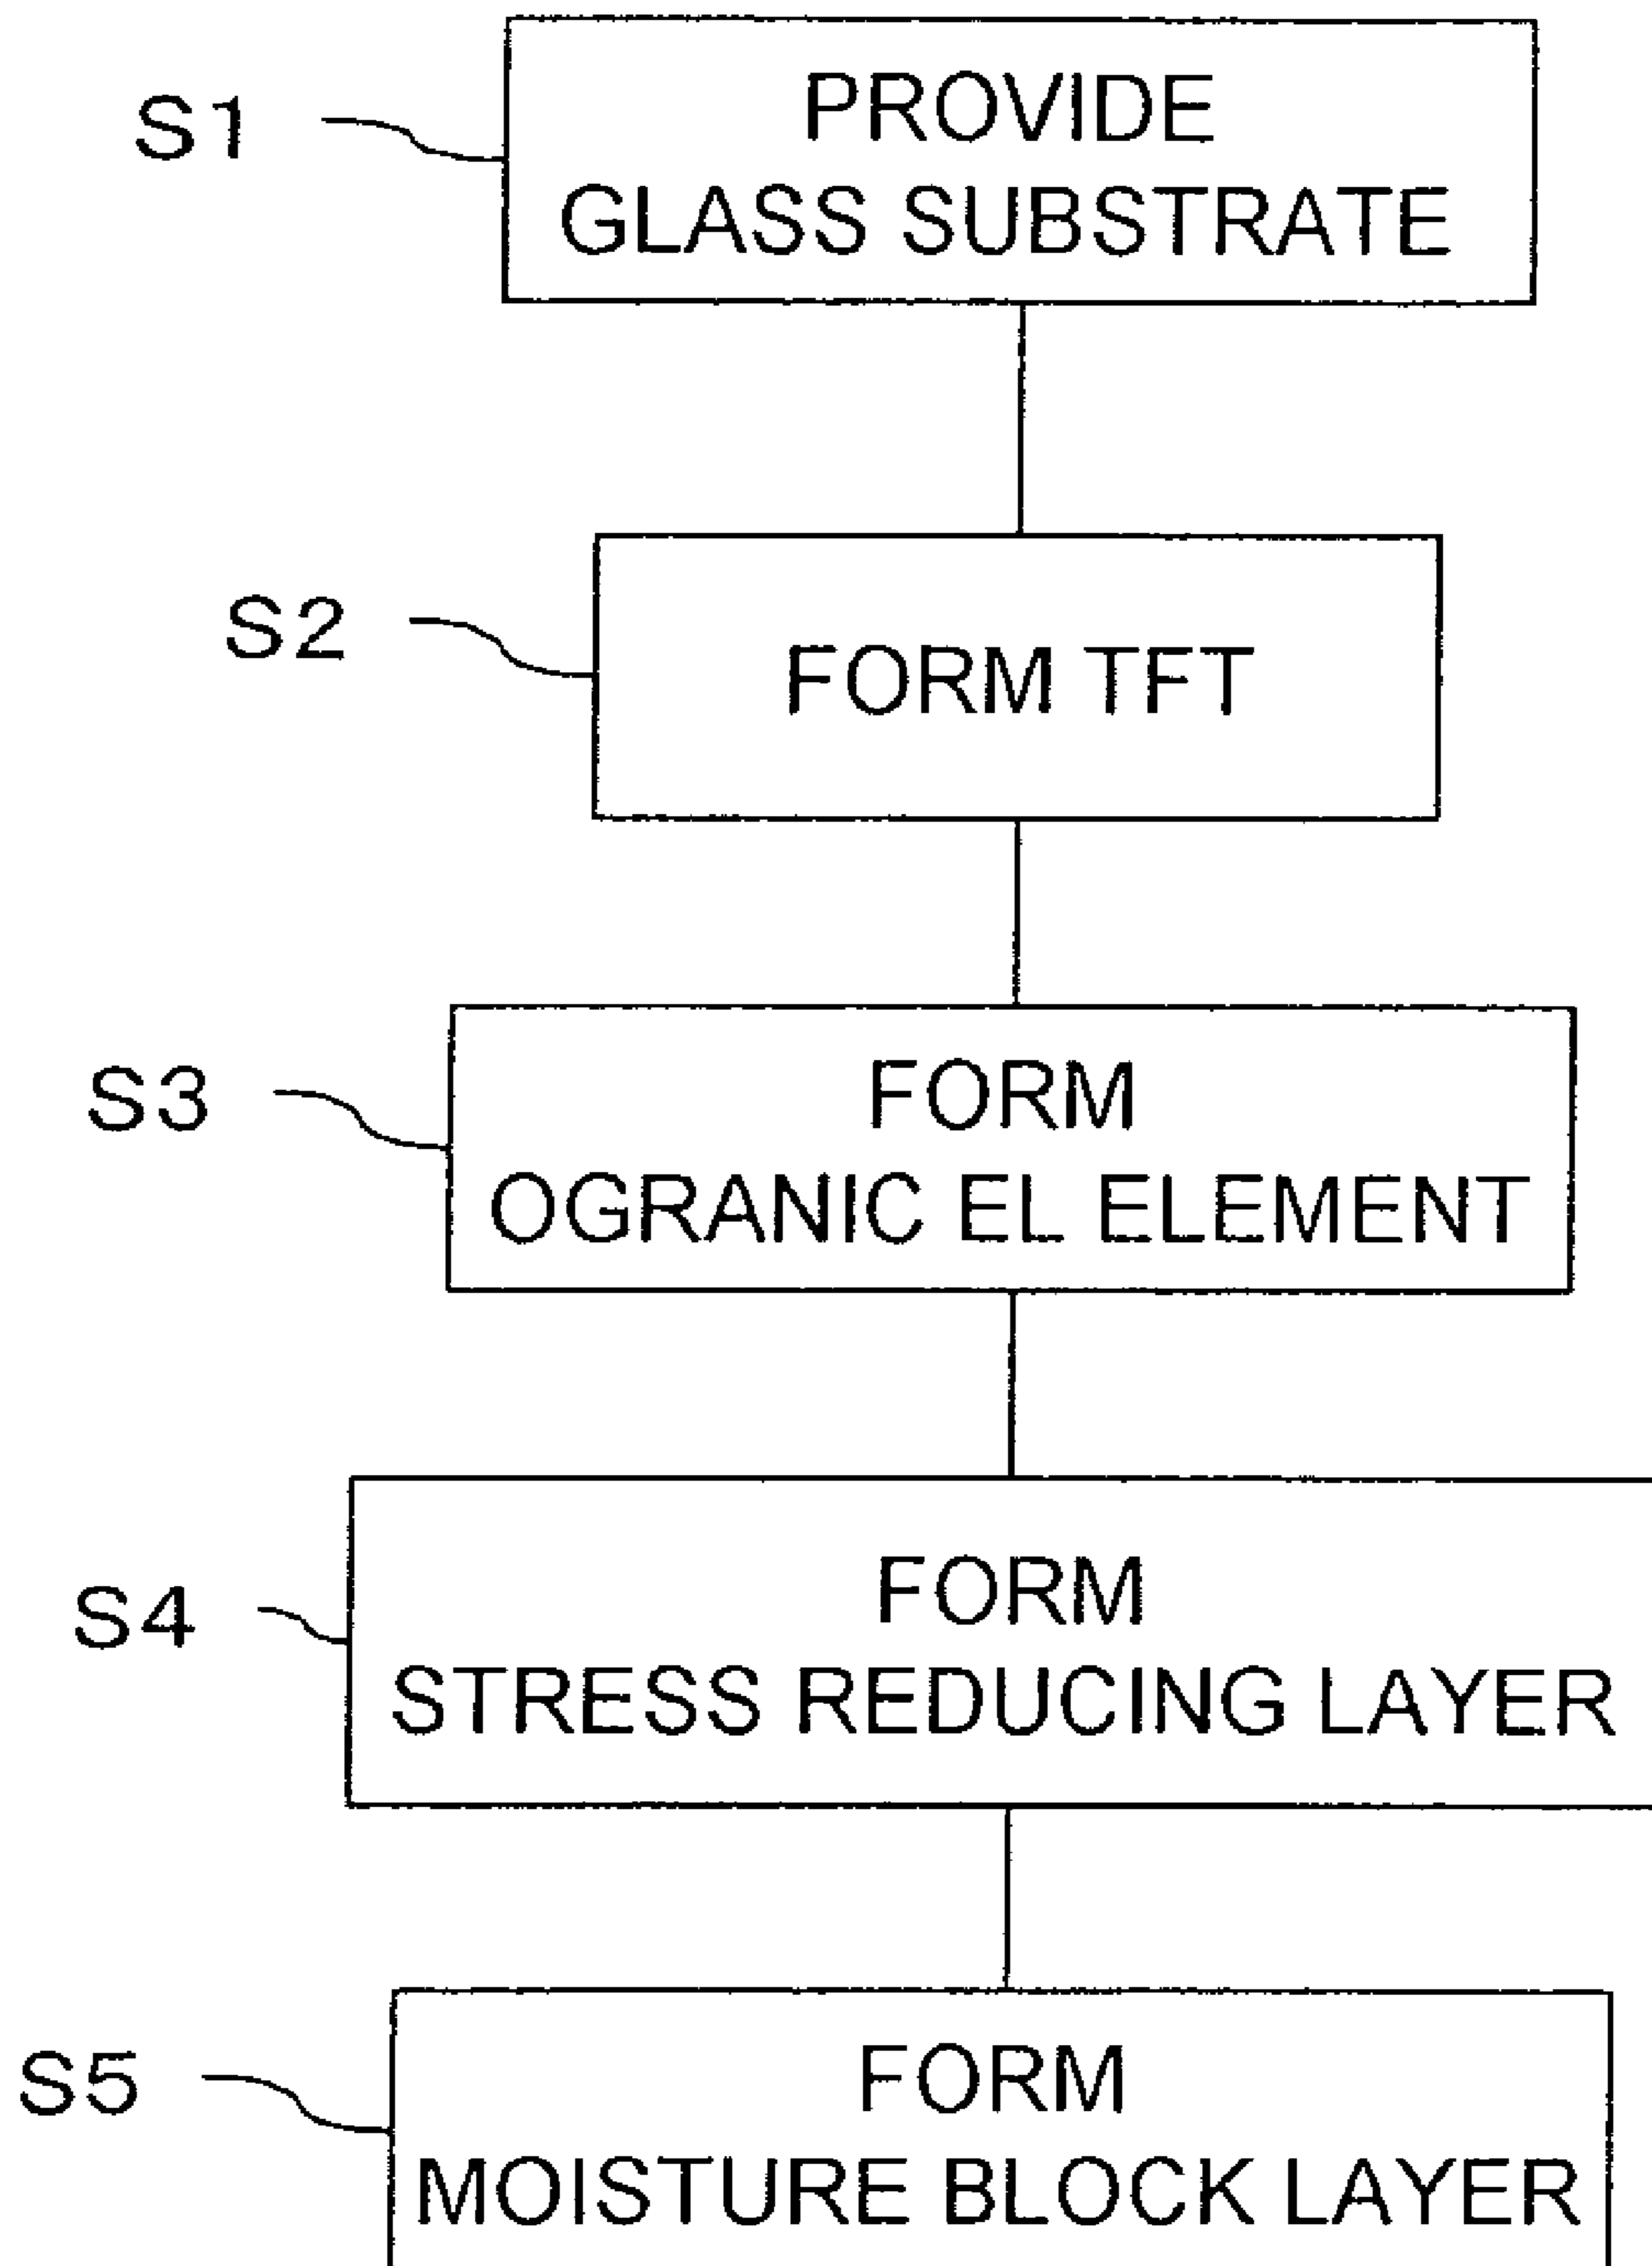 S1
PROVIDE
GLASS SUBSTRATE
S2
FORM TFT
S3
FORM
OGRANIC EL ELEMENT
S4
FORM
STRESS REDUCING LAYER
S5
FORM
MOISTURE BLOCK LAYER